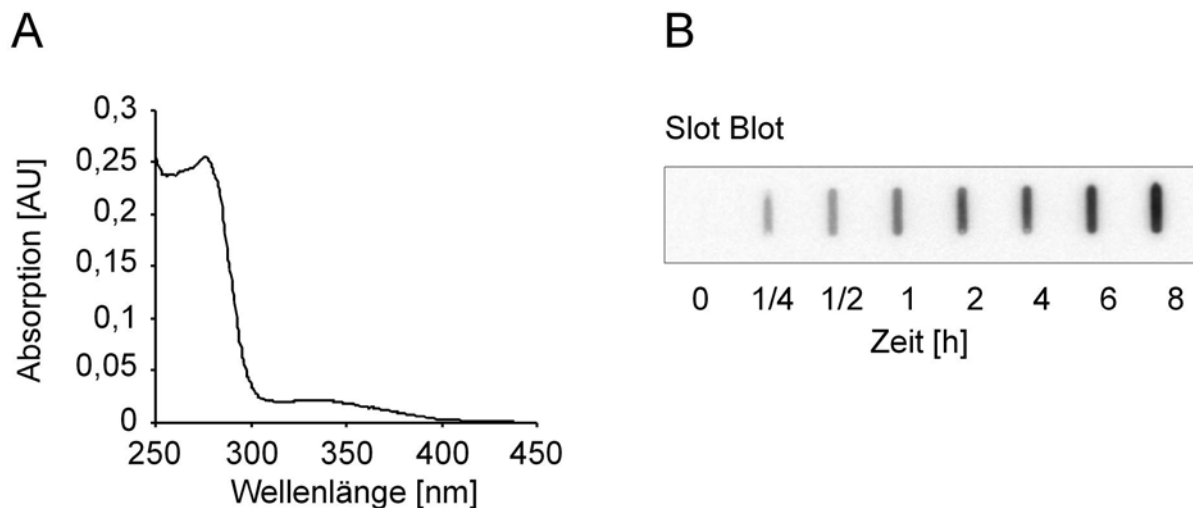 A
0,3
0,25
0,2
0,15
0,1
0,05
0
250 300 350 400 450
Absorption [AU]
Wellenlänge [nm]
B
Slot Blot
0 1/4 1/2 1 2 4 6 8
Zeit [h]